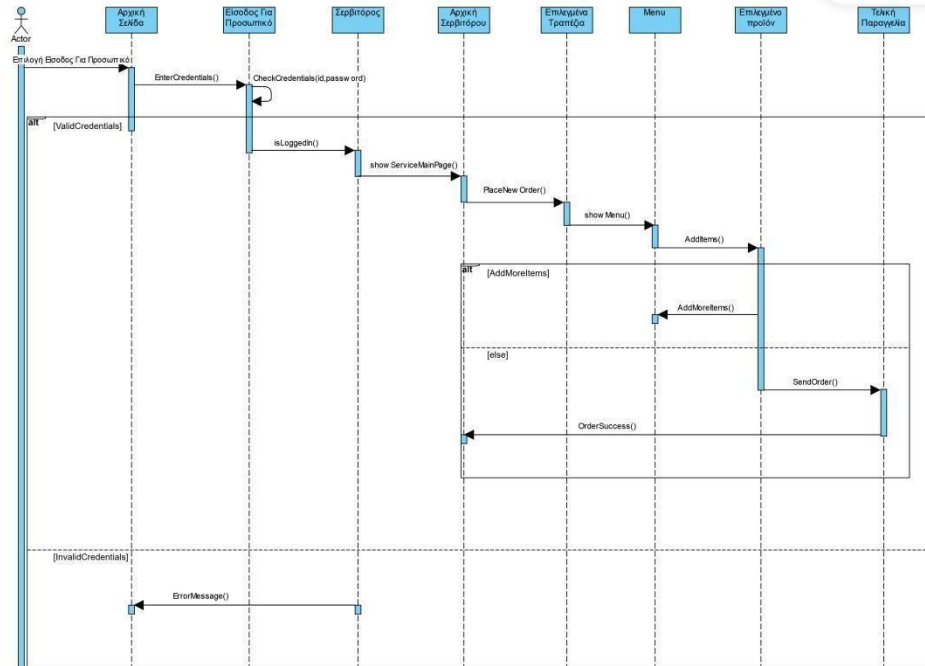 Αρχική
Σελίδα
Είσοδος Για
Προσωπικό
Σερβιτόρος
Αρχική
Σερβιτόρου
Επιλεγμένα
Τραπέζια
Menu
Επιλεγμένο
προϊόν
Τελική
Παραγγελία
Actor
Επιλογή Είσοδος Για Προσωπικό
EnterCredentials()
CheckCredentials(id,password)
alt
[ValidCredentials]
isLoggedIn()
show ServiceMainPage()
PlaceNew Order()
show Menu()
AddItems()
alt
[AddMoreItems]
AddMoreItems()
[else]
SendOrder()
OrderSuccess()
[InvalidCredentials]
ErrorMessage()